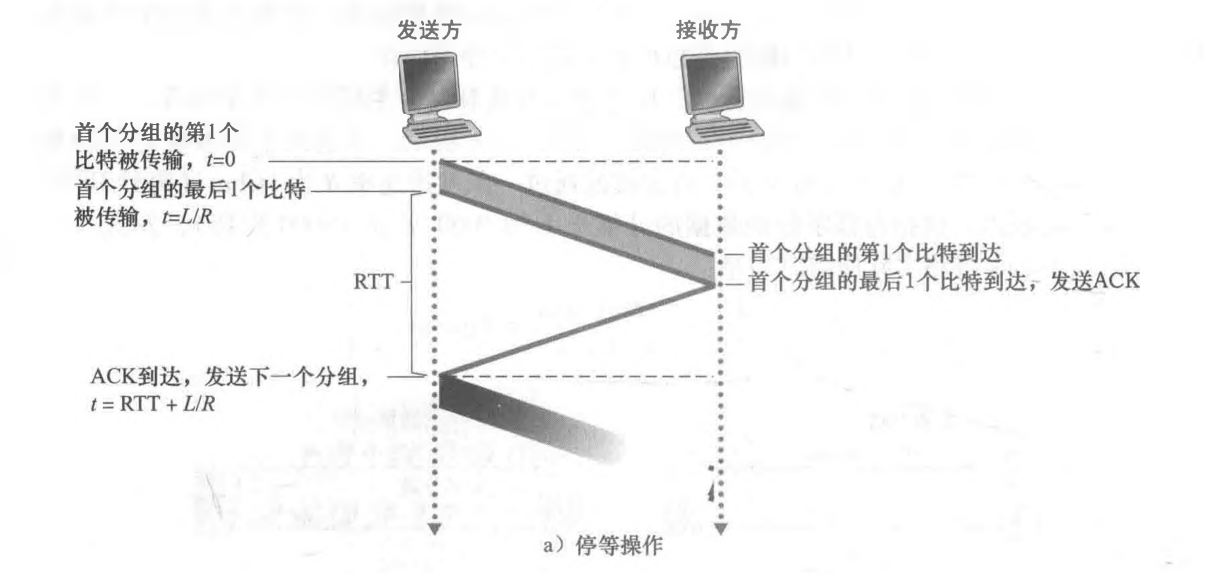 发送方
接收方
首个分组的第1个
比特被传输，t=0
首个分组的最后1个比特
被传输，t=L/R
首个分组的第1个比特到达
首个分组的最后1个比特到达，发送ACK
RTT
ACK到达，发送下一个分组，
t = RTT + L/R
a）停等操作